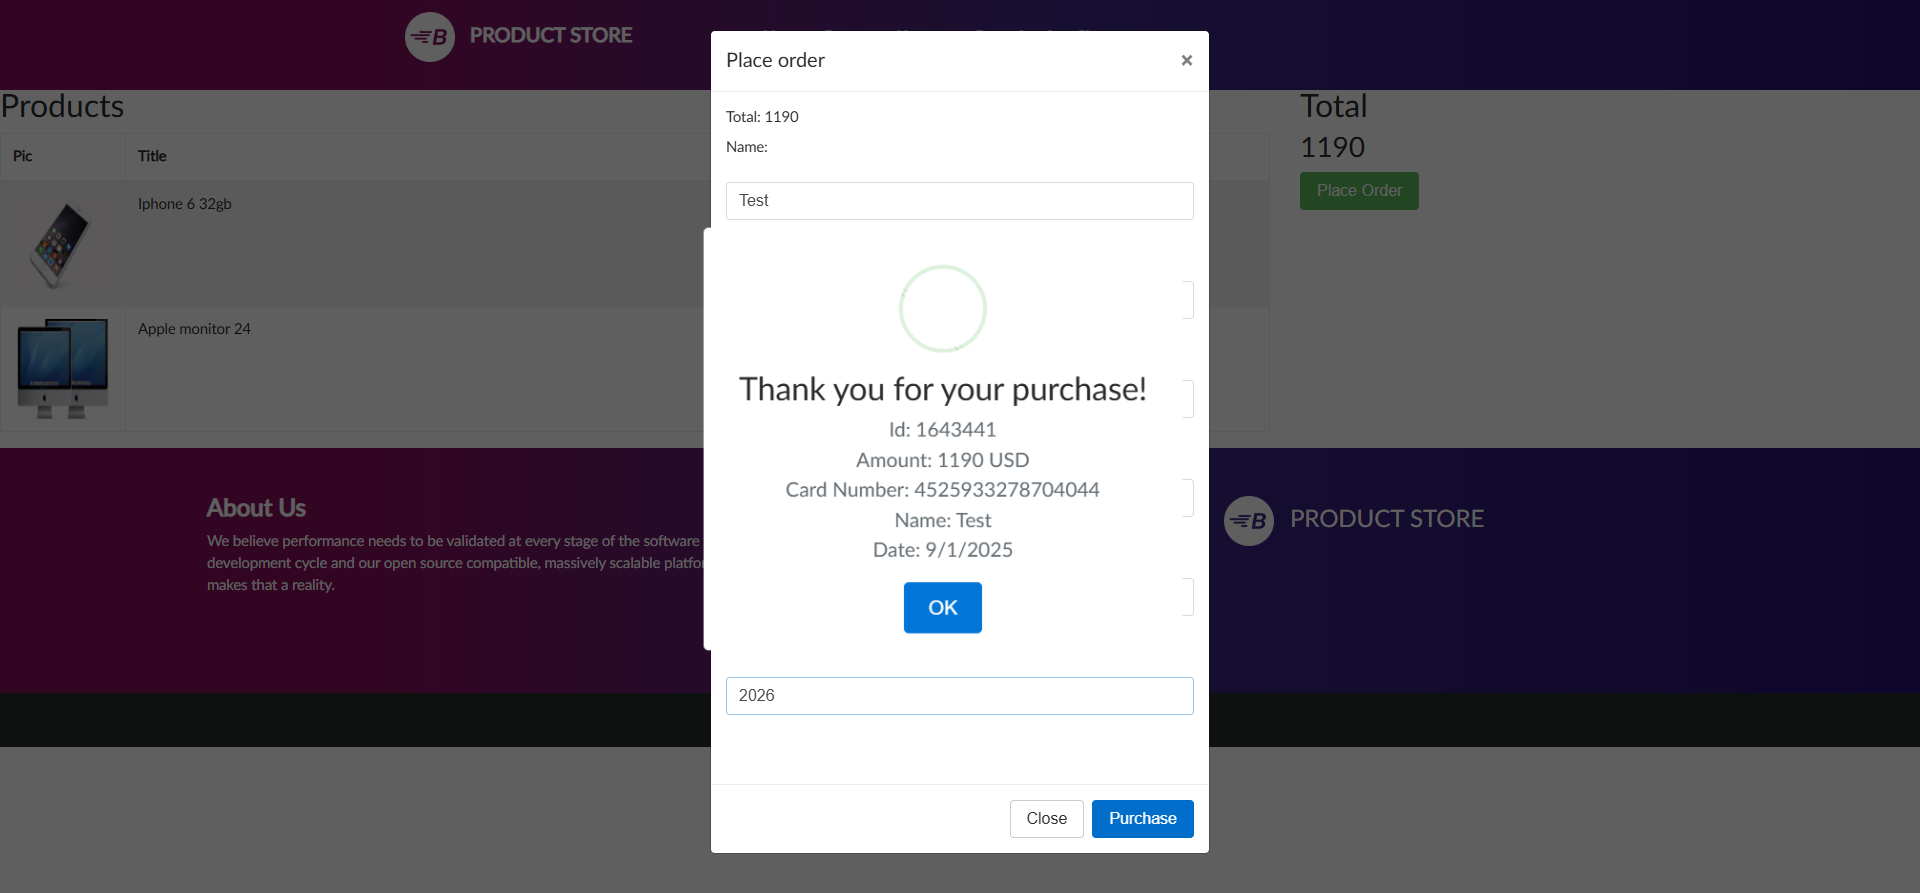 PRODUCT STORE
Place order
×
Products
Total: 1190
Total
Name:
1190
Pic
Title
Place Order
Test
Iphone 6 32gb
Apple monitor 24
Thank you for your purchase!
Id: 1643441
Amount: 1190 USD
Card Number: 4525933278704044
Name: Test
Date: 9/1/2025
OK
About Us
We believe performance needs to be validated at every stage of the software
development cycle and our open source compatible, massively scalable platfor
makes that a reality.
B PRODUCT STORE
2026
Close
Purchase